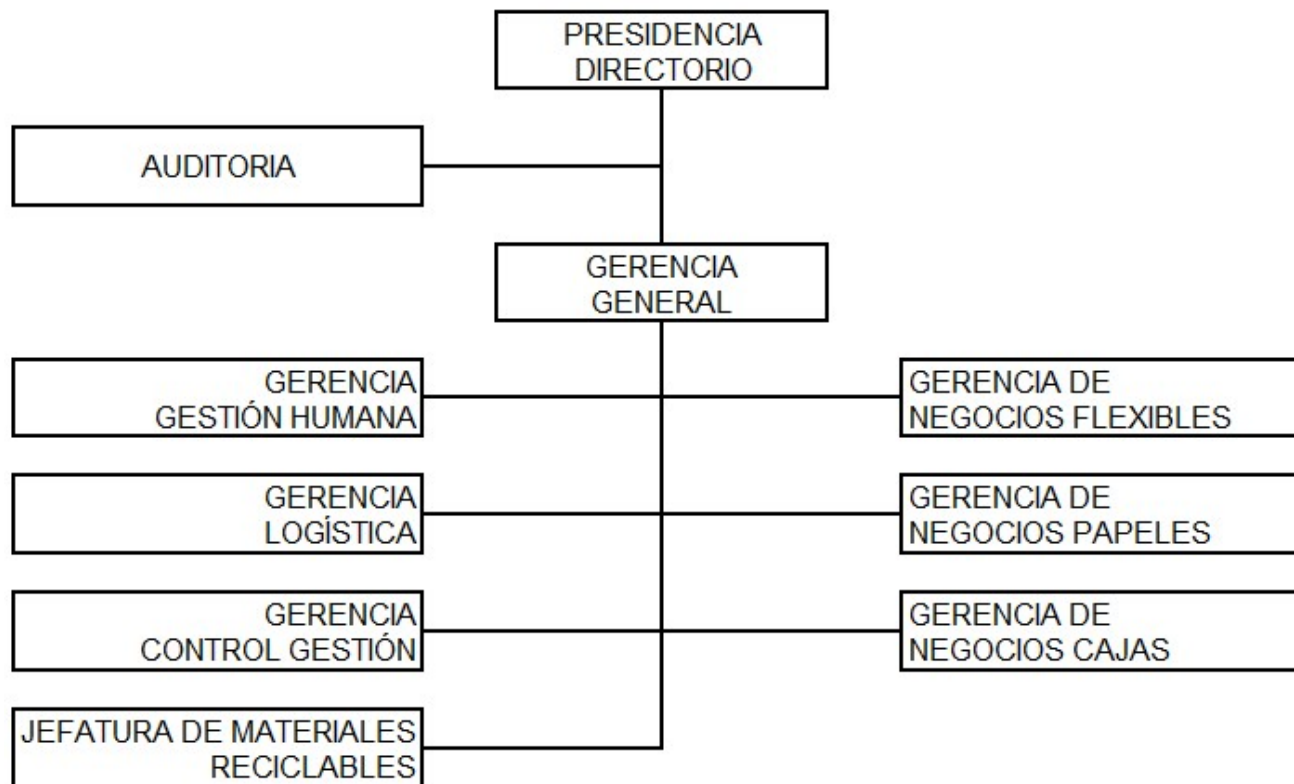 PRESIDENCIA
DIRECTORIO
AUDITORIA
GERENCIA
GENERAL
GERENCIA
GESTIÓN HUMANA
GERENCIA DE
NEGOCIOS FLEXIBLES
GERENCIA
LOGÍSTICA
GERENCIA DE
NEGOCIOS PAPELES
GERENCIA
CONTROL GESTIÓN
GERENCIA DE
NEGOCIOS CAJAS
JEFATURA DE MATERIALES
RECICLABLES